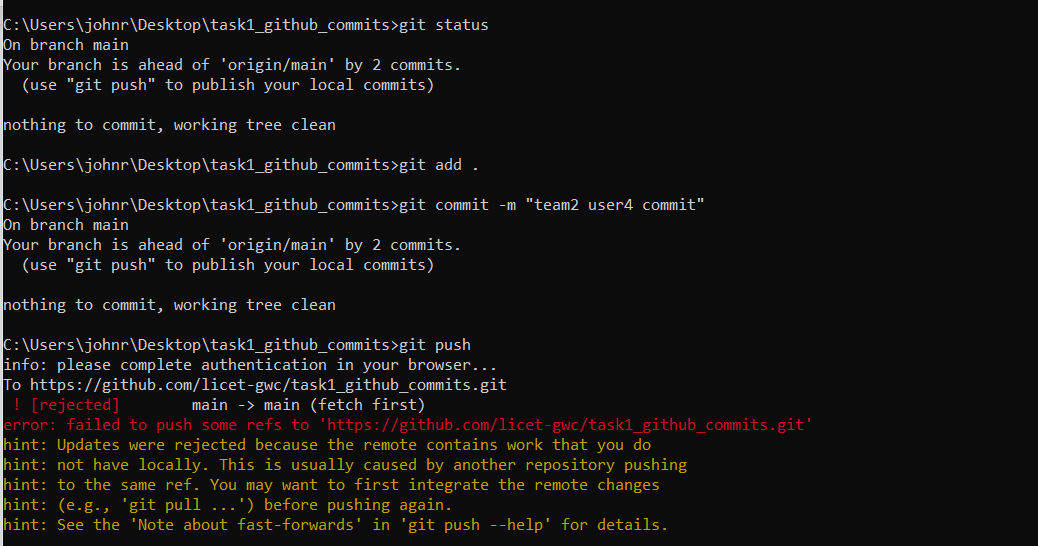 C:\Users\johnr\Desktop\task1_github_commits>git status
On branch main
Your branch is ahead of 'origin/main' by 2 commits.
  (use "git push" to publish your local commits)
nothing to commit, working tree clean
C:\Users\johnr\Desktop\task1_github_commits>git add .
C:\Users\johnr\Desktop\task1_github_commits>git commit -m "team2 user4 commit"
On branch main
Your branch is ahead of 'origin/main' by 2 commits.
  (use "git push" to publish your local commits)
nothing to commit, working tree clean
C:\Users\johnr\Desktop\task1_github_commits>git push
info: please complete authentication in your browser...
To https://github.com/licet-gwc/task1_github_commits.git
 ! [rejected]        main -> main (fetch first)
error: failed to push some refs to 'https://github.com/licet-gwc/task1_github_commits.git'
hint: Updates were rejected because the remote contains work that you do
hint: not have locally. This is usually caused by another repository pushing
hint: to the same ref. You may want to first integrate the remote changes
hint: (e.g., 'git pull ...') before pushing again.
hint: See the 'Note about fast-forwards' in 'git push --help' for details.